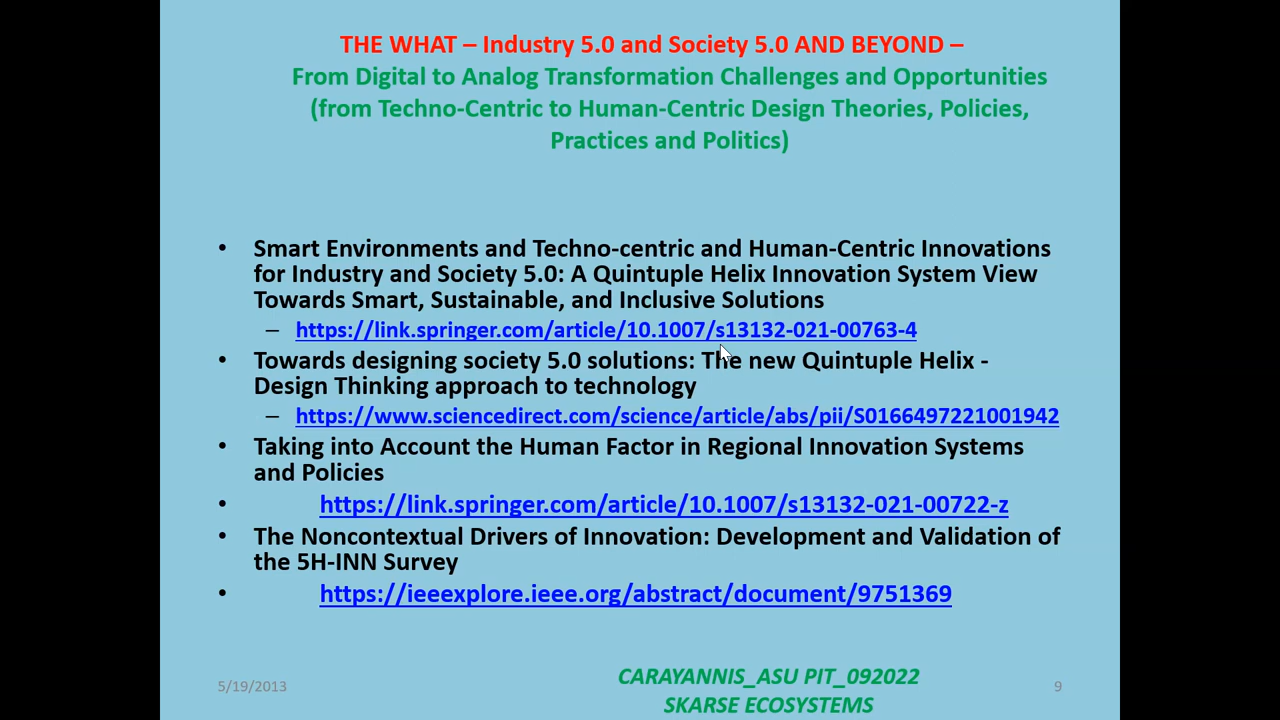 THE WHAT – Industry 5.0 and Society 5.0 AND BEYOND –
From Digital to Analog Transformation Challenges and Opportunities
(from Techno-Centric to Human-Centric Design Theories, Policies,
Practices and Politics)
• Smart Environments and Techno-centric and Human-Centric Innovations
for Industry and Society 5.0: A Quintuple Helix Innovation System View
Towards Smart, Sustainable, and Inclusive Solutions
– https://link.springer.com/article/10.1007/s13132-021-00763-4
• Towards designing society 5.0 solutions: The new Quintuple Helix -
Design Thinking approach to technology
– https://www.sciencedirect.com/science/article/abs/pii/S0166497221001942
• Taking into Account the Human Factor in Regional Innovation Systems
and Policies
• https://link.springer.com/article/10.1007/s13132-021-00722-z
• The Noncontextual Drivers of Innovation: Development and Validation of
the 5H-INN Survey
• https://ieeexplore.ieee.org/abstract/document/9751369
5/19/2013
CARAYANNIS_ASU PIT_092022
SKARSE ECOSYSTEMS
9